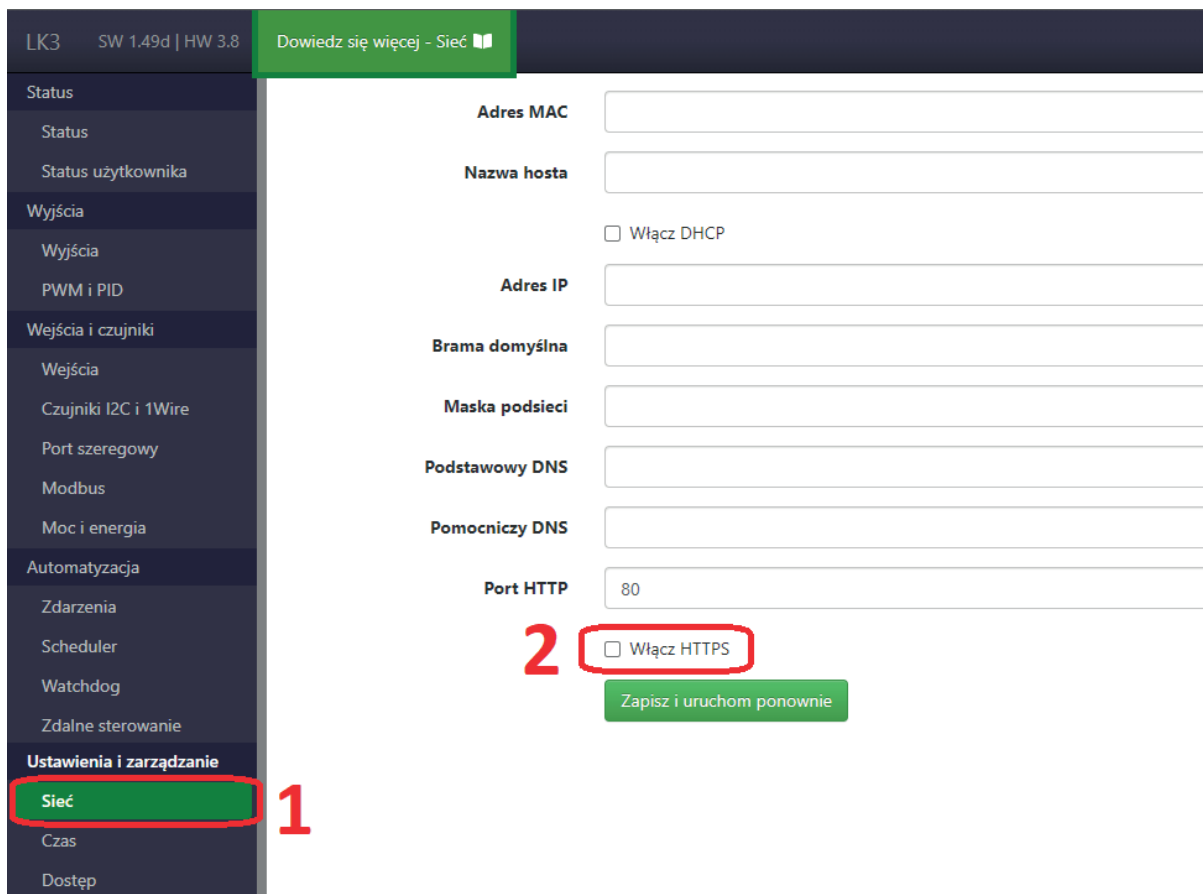 LK3 SW 1.49d | HW 3.8 Dowiedz się więcej - Sieć
Status
Status
Status użytkownika
Wyjścia
Wyjścia
PWM i PID
Wejścia i czujniki
Wejścia
Czujniki I2C i 1Wire
Port szeregowy
Modbus
Moc i energia
Automatyzacja
Zdarzenia
Scheduler
Watchdog
Zdalne sterowanie
Ustawienia i zarządzanie
Sieć
1
Czas
Dostęp
Adres MAC
Nazwa hosta
Włącz DHCP
Adres IP
Brama domyślna
Maska podsieci
Podstawowy DNS
Pomocniczy DNS
Port HTTP 80
2 Włącz HTTPS
Zapisz i uruchom ponownie